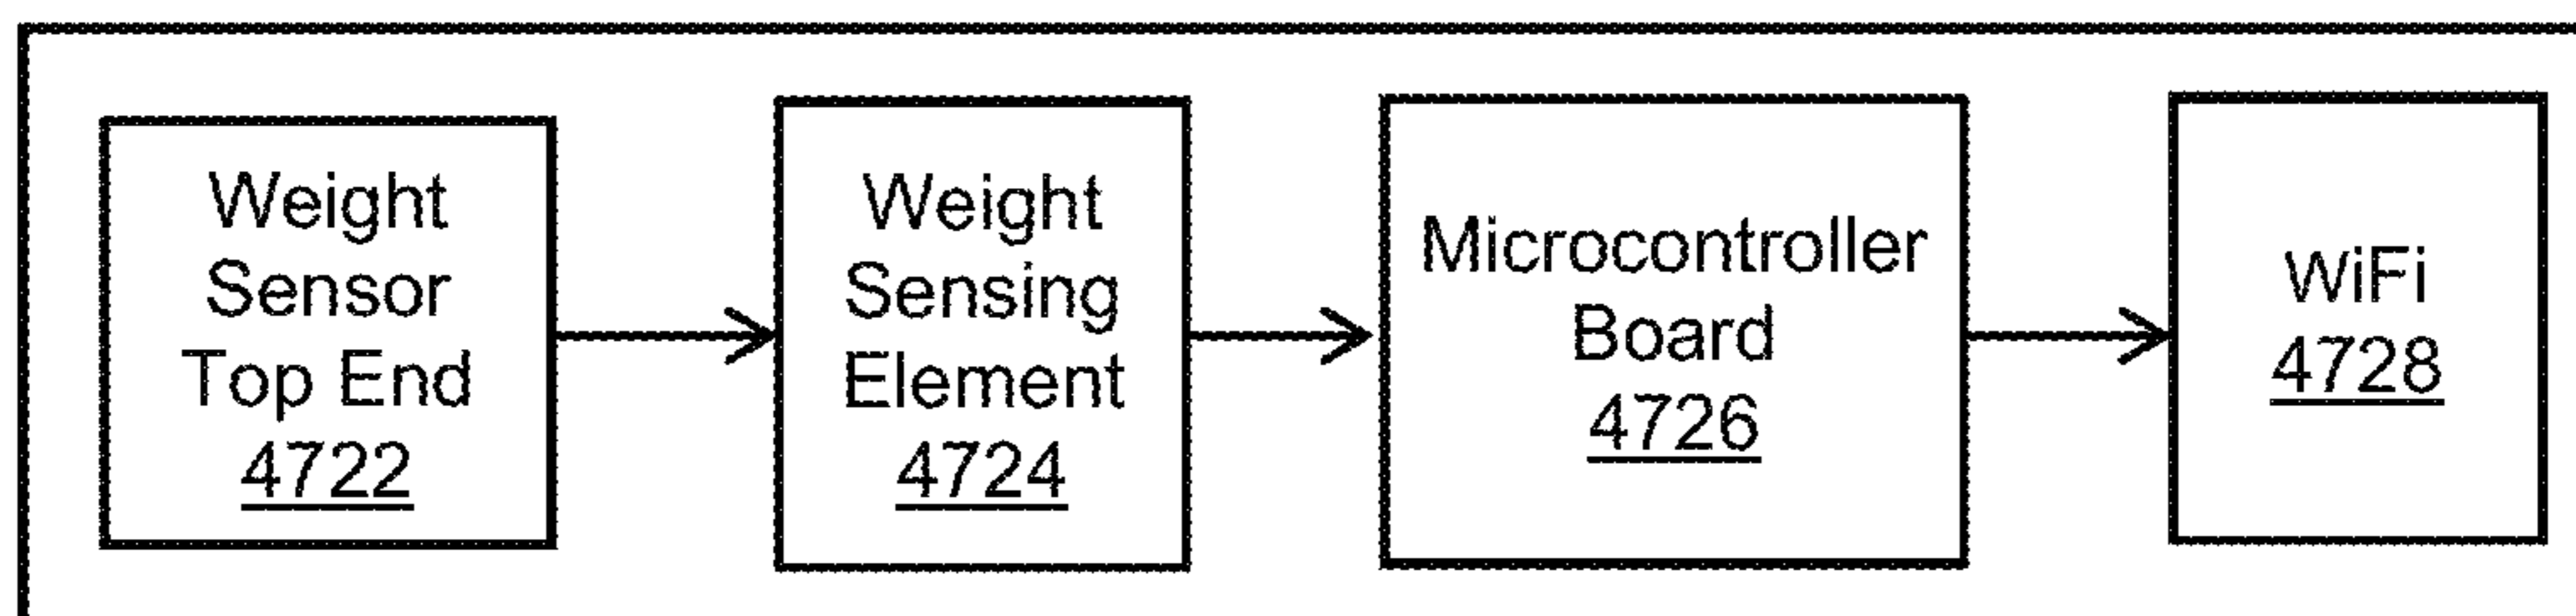 Weight
Sensor
Top End
4722
Weight
Sensing
Element
4724
Microcontroller
Board
4726
WiFi
4728